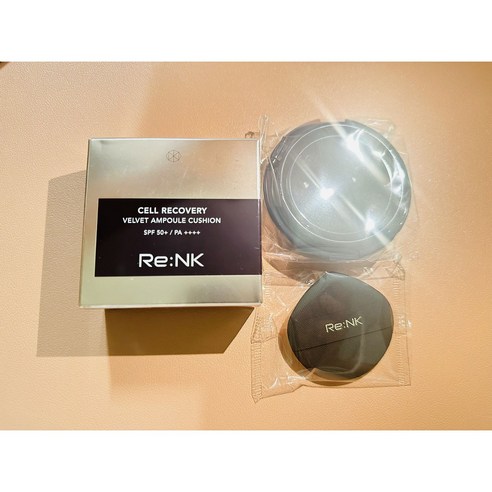 CELL RECOVERY
VELVET AMPOULE CUSHION
SPF 50+ / PA ++++
Re:NK
Re:NK